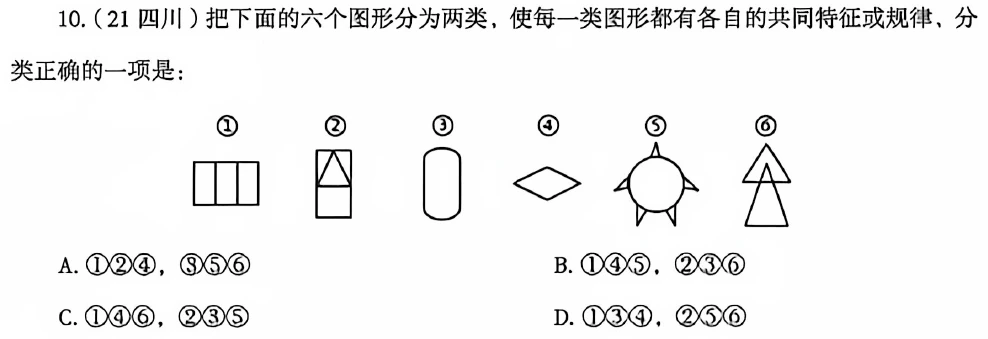 10.（21 四川）把下面的六个图形分为两类，使每一类图形都有各自的共同特征或规律，分
类正确的一项是：
① ② ③ ④ ⑤ ⑥
A. ①②④，③⑤⑥ B. ①④⑤，②③⑥
C. ①④⑥，②③⑤ D. ①③④，②⑤⑥